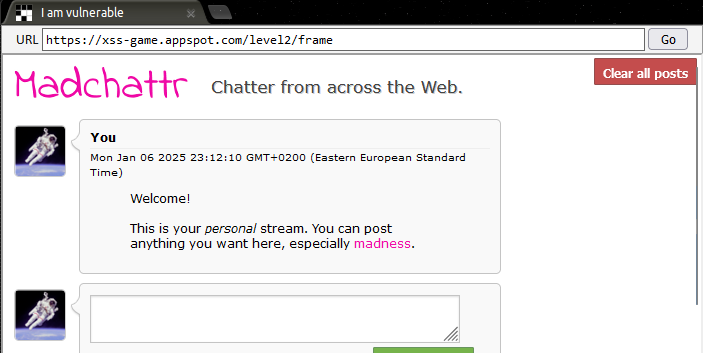 I am vulnerable
URL https://xss-game.appspot.com/level2/frame Go
Madchattr Chatter from across the Web.
Clear all posts
You
Mon Jan 06 2025 23:12:10 GMT+0200 (Eastern European Standard
Time)
Welcome!
This is your personal stream. You can post
anything you want here, especially madness.